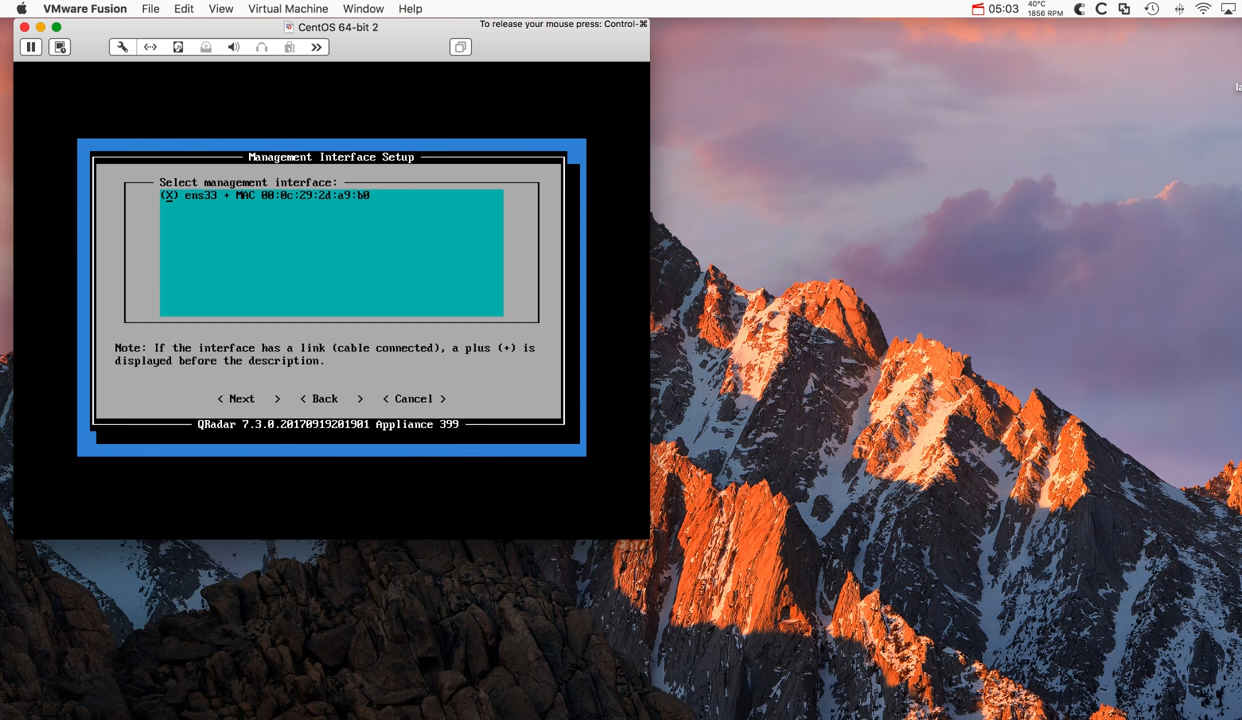 VMware Fusion File Edit View Virtual Machine Window Help 05:03 40°C 1856 RPM
CentOS 64-bit 2 To release your mouse press: Control-⌘
Management Interface Setup
Select management interface:
(X) ens33 + MAC 00:0c:29:2d:a9:b0
Note: If the interface has a link (cable connected), a plus (+) is
displayed before the description.
< Next > < Back > < Cancel >
QRadar 7.3.0.20170919201901 Appliance 399